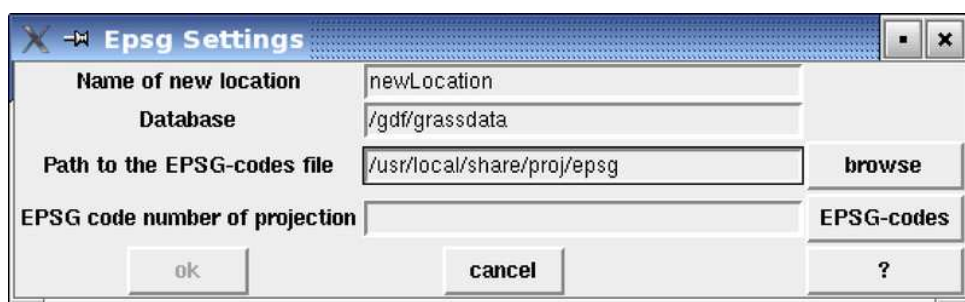 Epsg Settings
Name of new location newLocation
Database /gdf/grassdata
Path to the EPSG-codes file /usr/local/share/proj/epsg browse
EPSG code number of projection EPSG-codes
ok cancel ?